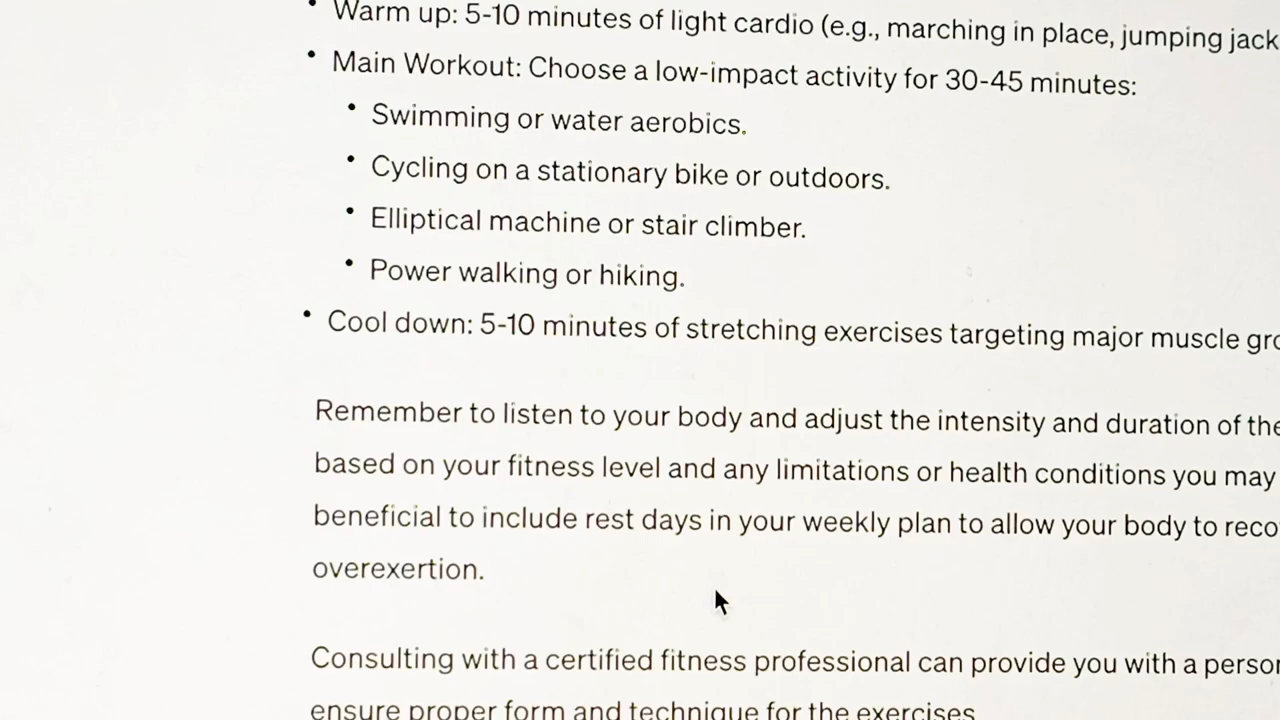 Warm up: 5-10 minutes of light cardio (e.g., marching in place, jumping jack
Main Workout: Choose a low-impact activity for 30-45 minutes:
Swimming or water aerobics.
Cycling on a stationary bike or outdoors.
Elliptical machine or stair climber.
Power walking or hiking.
Cool down: 5-10 minutes of stretching exercises targeting major muscle
Remember to listen to your body and adjust the intensity and duration of the
based on your fitness level and any limitations or health conditions you may
beneficial to include rest days in your weekly plan to allow your body to
overexertion.
Consulting with a certified fitness professional can provide you with a
ensure proper form and technique for the exercises